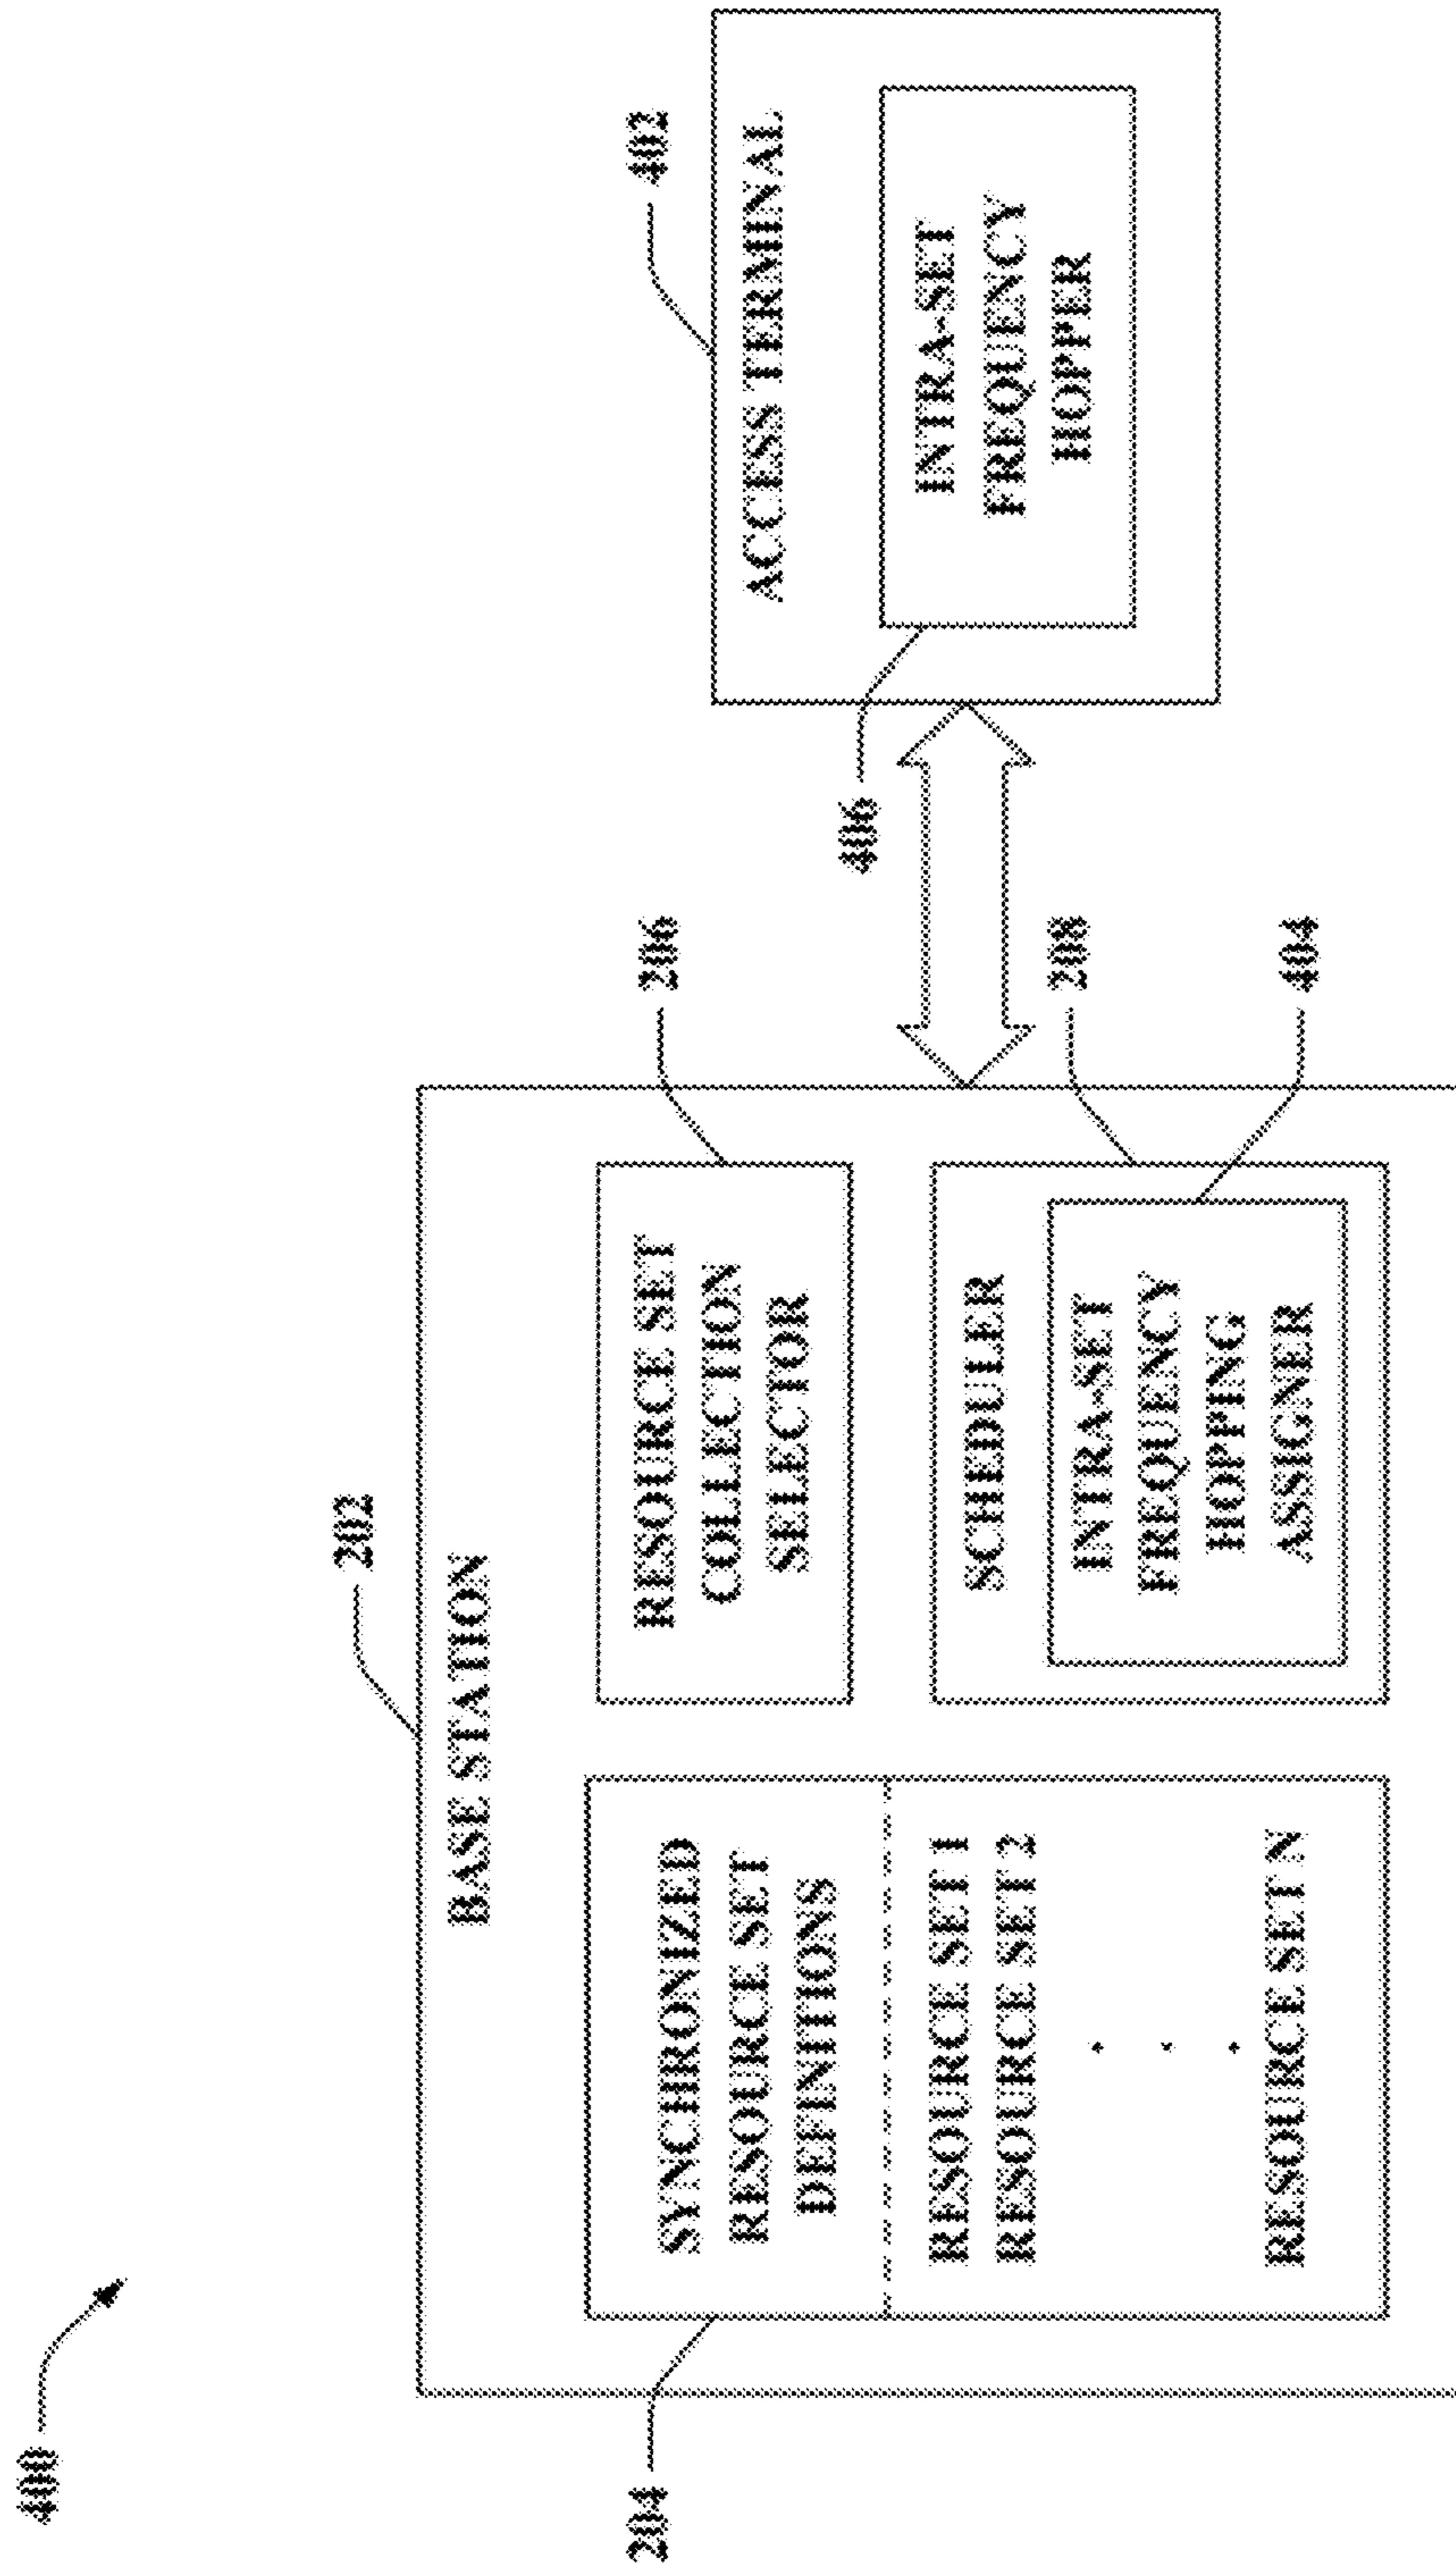 400
202
BASE STATION
204
SYNCHRONIZED
RESOURCE SET
DEFINITIONS
RESOURCE SET 1
RESOURCE SET 2
.
.
.
RESOURCE SET N
RESOURCE SET
COLLECTION
SELECTOR
206
SCHEDULER
INTRA-SET
FREQUENCY
HOPPING
ASSIGNER
208
404
402
ACCESS TERMINAL
406
INTRA-SET
FREQUENCY
HOPPER